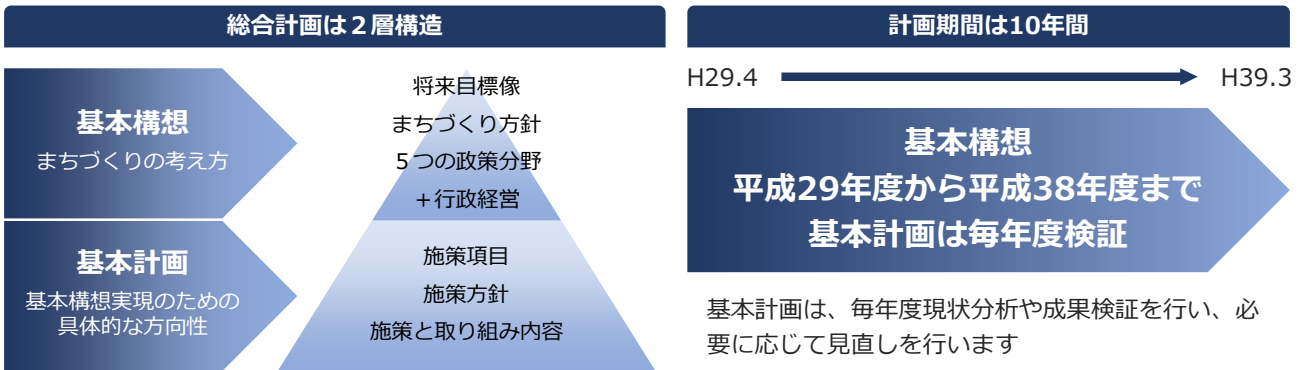 総合計画は２層構造
基本構想
まちづくりの考え方
将来目標像
まちづくり方針
５つの政策分野
＋行政経営
基本計画
基本構想実現のための
具体的な方向性
施策項目
施策方針
施策と取り組み内容
計画期間は10年間
H29.4
H39.3
基本構想
平成29年度から平成38年度まで
基本計画は毎年度検証
基本計画は、毎年度現状分析や成果検証を行い、必
要に応じて見直しを行います